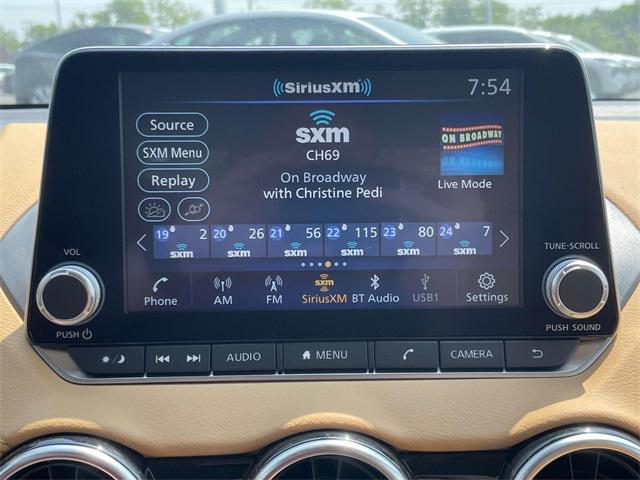 SiriusXM
7:54
Source
SXM Menu
Replay
sxm
CH69
On Broadway
with Christine Pedi
ON BROADWAY
Live Mode
19 2 20 26 21 56 22 115 23 80 24 7
sxm sxm sxm sxm sxm sxm
sxm
Phone AM FM SiriusXM BT Audio USB1 Settings
VOL
PUSH
TUNE·SCROLL
PUSH SOUND
AUDIO MENU CAMERA